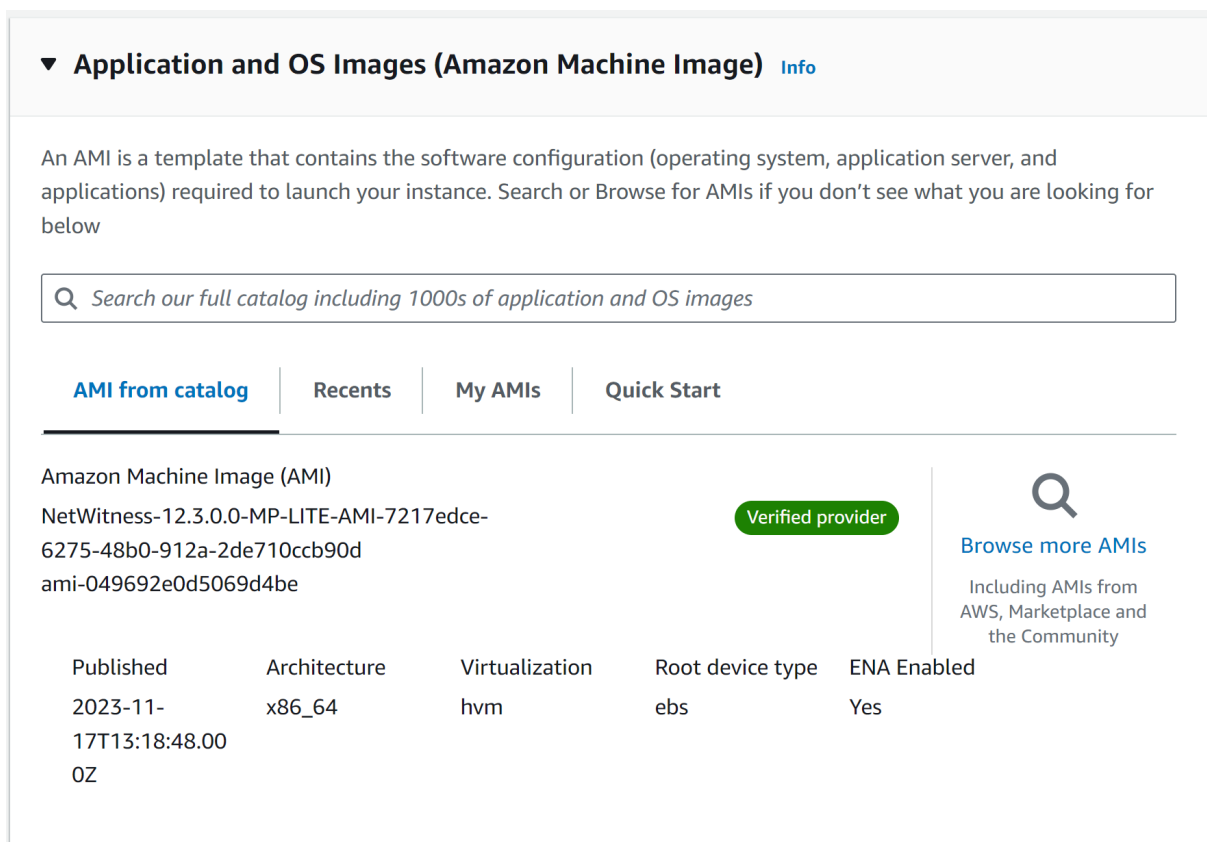 Application and OS Images (Amazon Machine Image) Info
An AMI is a template that contains the software configuration (operating system, application server, and
applications) required to launch your instance. Search or Browse for AMIs if you don’t see what you are looking for
below
Search our full catalog including 1000s of application and OS images
AMI from catalog
Recents
My AMIs
Quick Start
Amazon Machine Image (AMI)
NetWitness-12.3.0.0-MP-LITE-AMI-7217edce-
6275-48b0-912a-2de710ccb90d
ami-049692e0d5069d4be
Verified provider
Browse more AMIs
Including AMIs from
AWS, Marketplace and
the Community
Published
2023-11-
17T13:18:48.00
0Z
Architecture
x86_64
Virtualization
hvm
Root device type
ebs
ENA Enabled
Yes